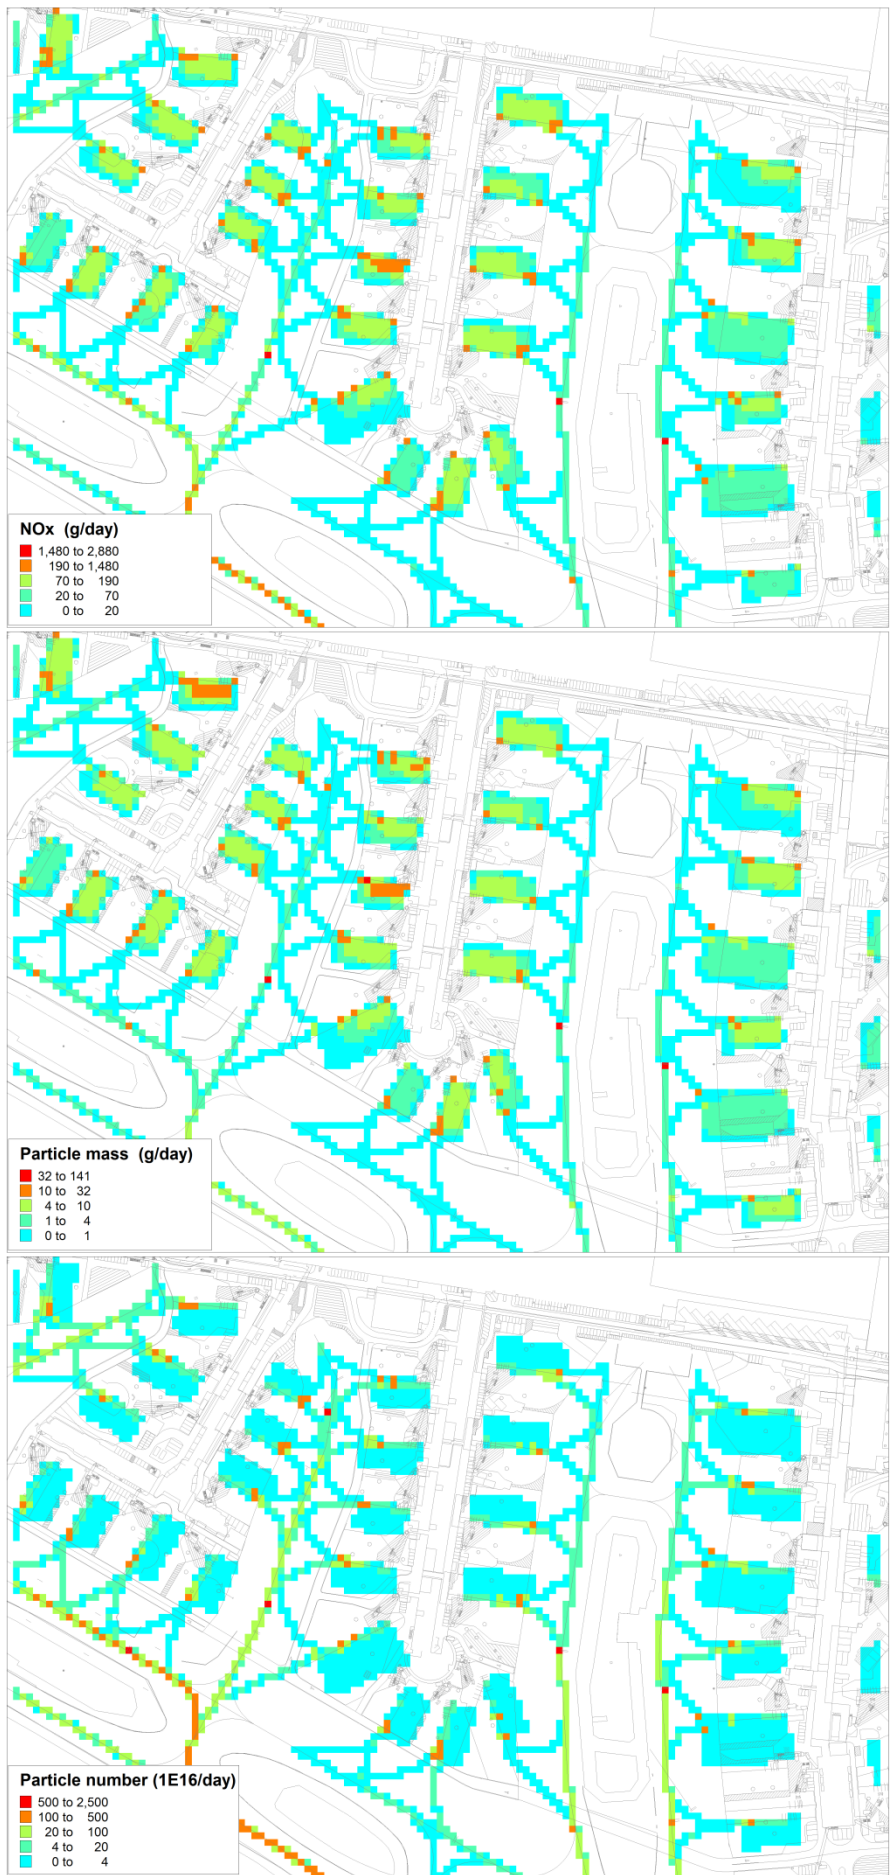 NOx (g/day)
1,480 to 2,880
190 to 1,480
70 to 190
20 to 70
0 to 20
Particle mass (g/day)
32 to 141
10 to 32
4 to 10
1 to 4
0 to 1
Particle number (1E16/day)
500 to 2,500
100 to 500
20 to 100
4 to 20
0 to 4